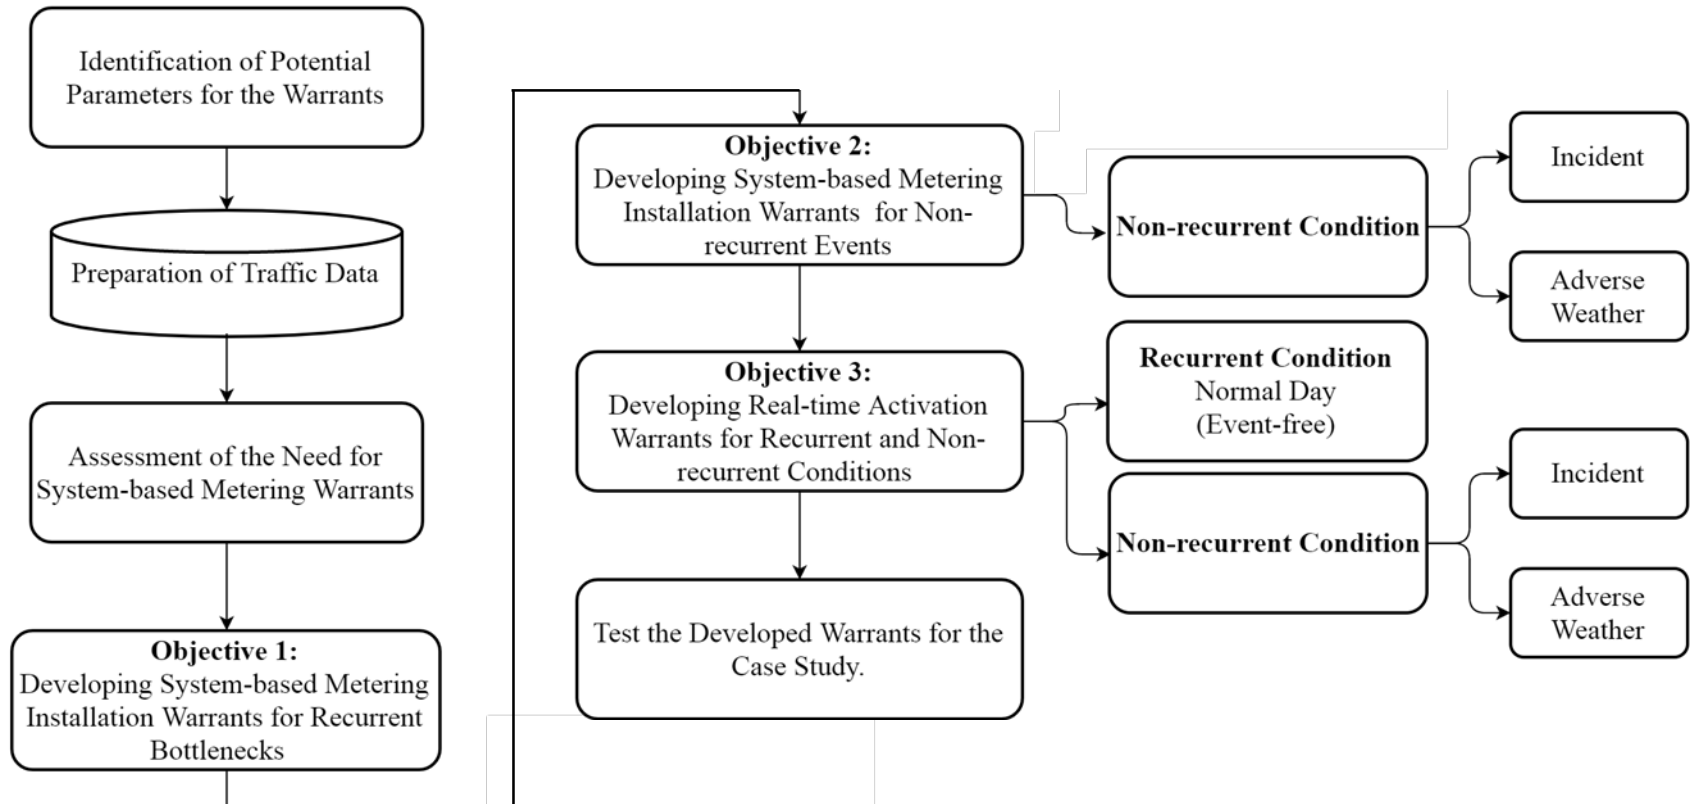 Identification of Potential
Parameters for the Warrants
Preparation of Traffic Data
Assessment of the Need for
System-based Metering Warrants
Objective 1:
Developing System-based Metering
Installation Warrants for Recurrent
Bottlenecks
Objective 2:
Developing System-based Metering
Installation Warrants for Non-
recurrent Events
Non-recurrent Condition
Incident
Adverse
Weather
Objective 3:
Developing Real-time Activation
Warrants for Recurrent and Non-
recurrent Conditions
Recurrent Condition
Normal Day
(Event-free)
Non-recurrent Condition
Incident
Adverse
Weather
Test the Developed Warrants for the
Case Study.